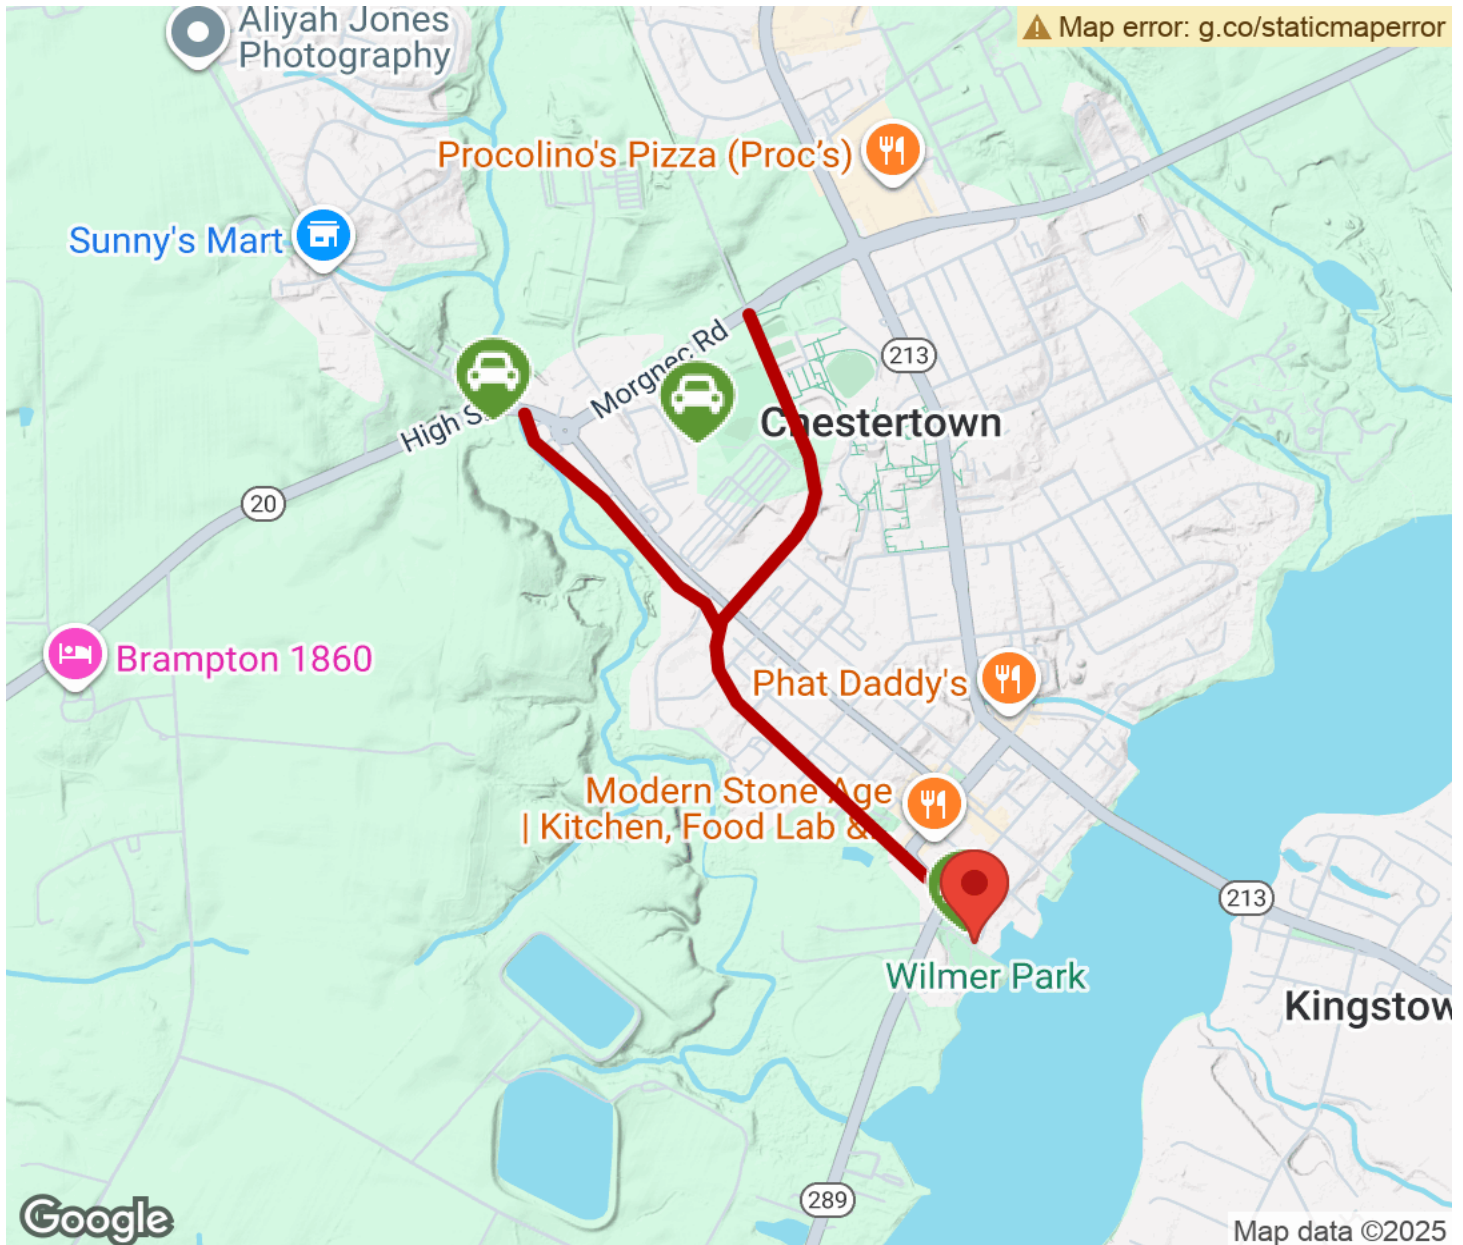 Aliyah Jones
Photography
Map error: g.co/staticmaperror
Procolino's Pizza (Proc's)
Sunny's Mart
Morgnec Rd
213
High S
Chestertown
20
Brampton 1860
Phat Daddy's
Modern Stone Age
| Kitchen, Food Lab &
213
Wilmer Park
Kingstow
289
Google
Map data ©2025